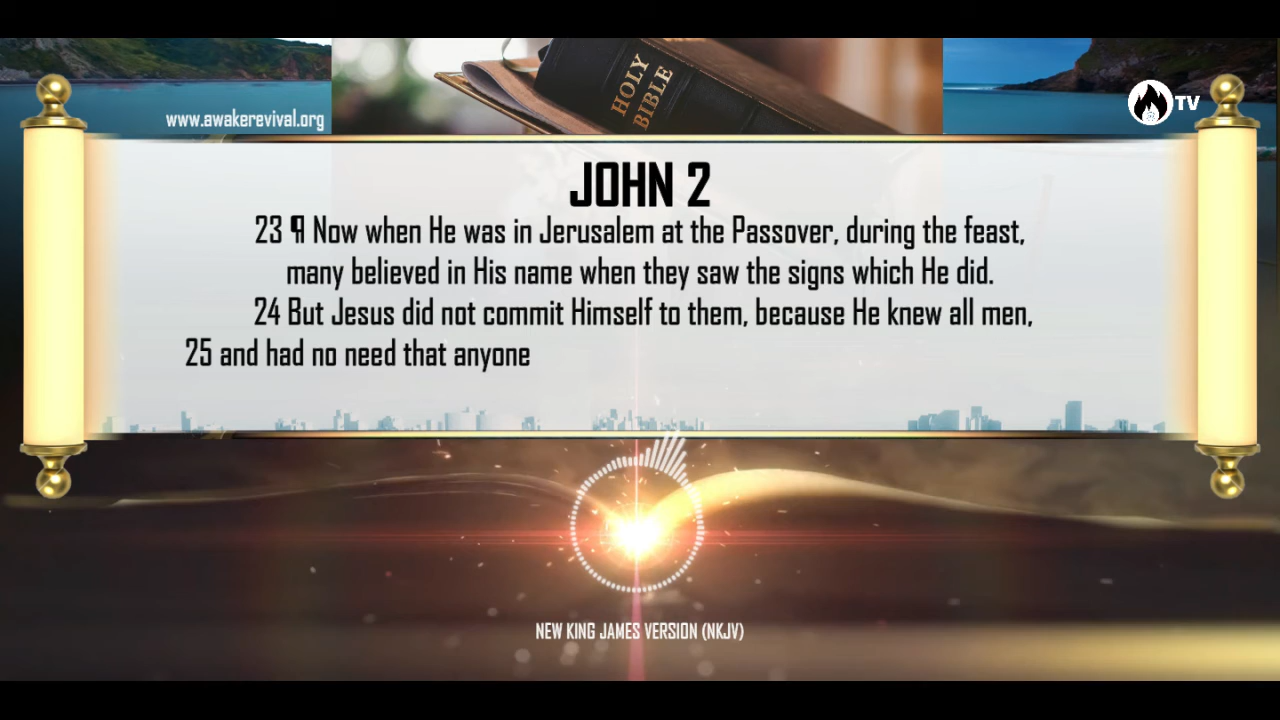 HOLY
BIBLE
TV
www.awakerevival.org
JOHN 2
23 ¶ Now when He was in Jerusalem at the Passover, during the feast,
many believed in His name when they saw the signs which He did.
24 But Jesus did not commit Himself to them, because He knew all men,
25 and had no need that anyone
NEW KING JAMES VERSION (NKJV)